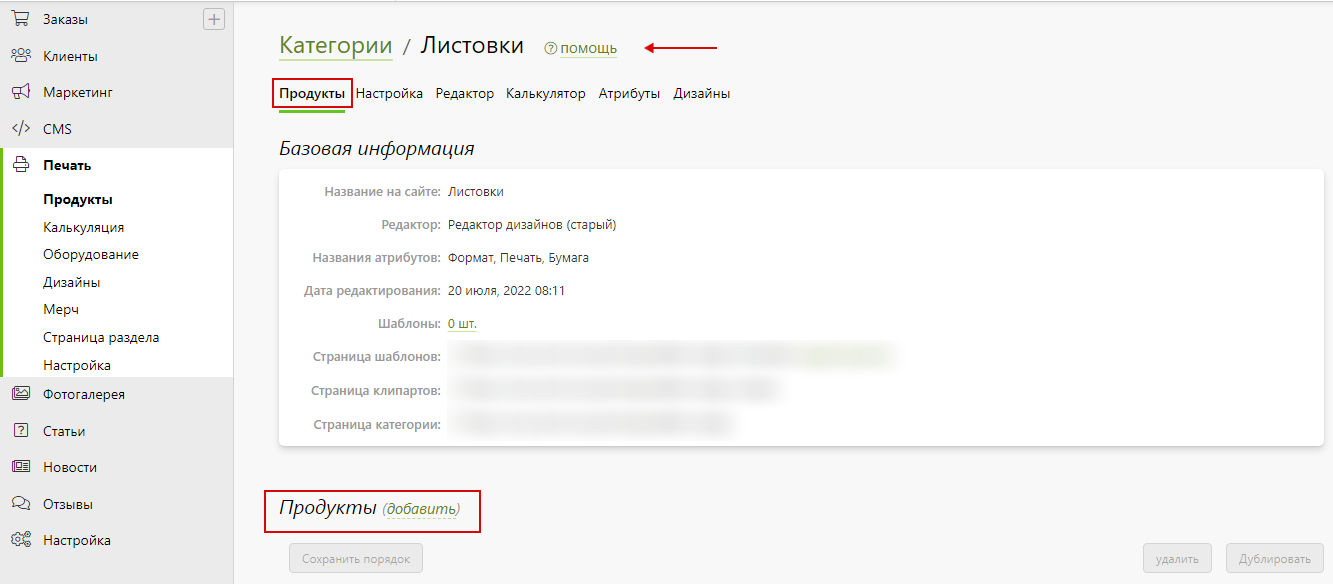 Заказы
Клиенты
Маркетинг
CMS
Печать
Продукты
Калькуляция
Оборудование
Дизайны
Мерч
Страница раздела
Настройка
Фотогалерея
Статьи
Новости
Отзывы
Настройка
Категории / Листовки ? помощь
Продукты Настройка Редактор Калькулятор Атрибуты Дизайны
Базовая информация
Название на сайте: Листовки
Редактор: Редактор дизайнов (старый)
Названия атрибутов: Формат, Печать, Бумага
Дата редактирования: 20 июля, 2022 08:11
Шаблоны: 0 шт.
Страница шаблонов:
Страница клипартов:
Страница категории:
Продукты (добавить)
Сохранить порядок удалить Дублировать